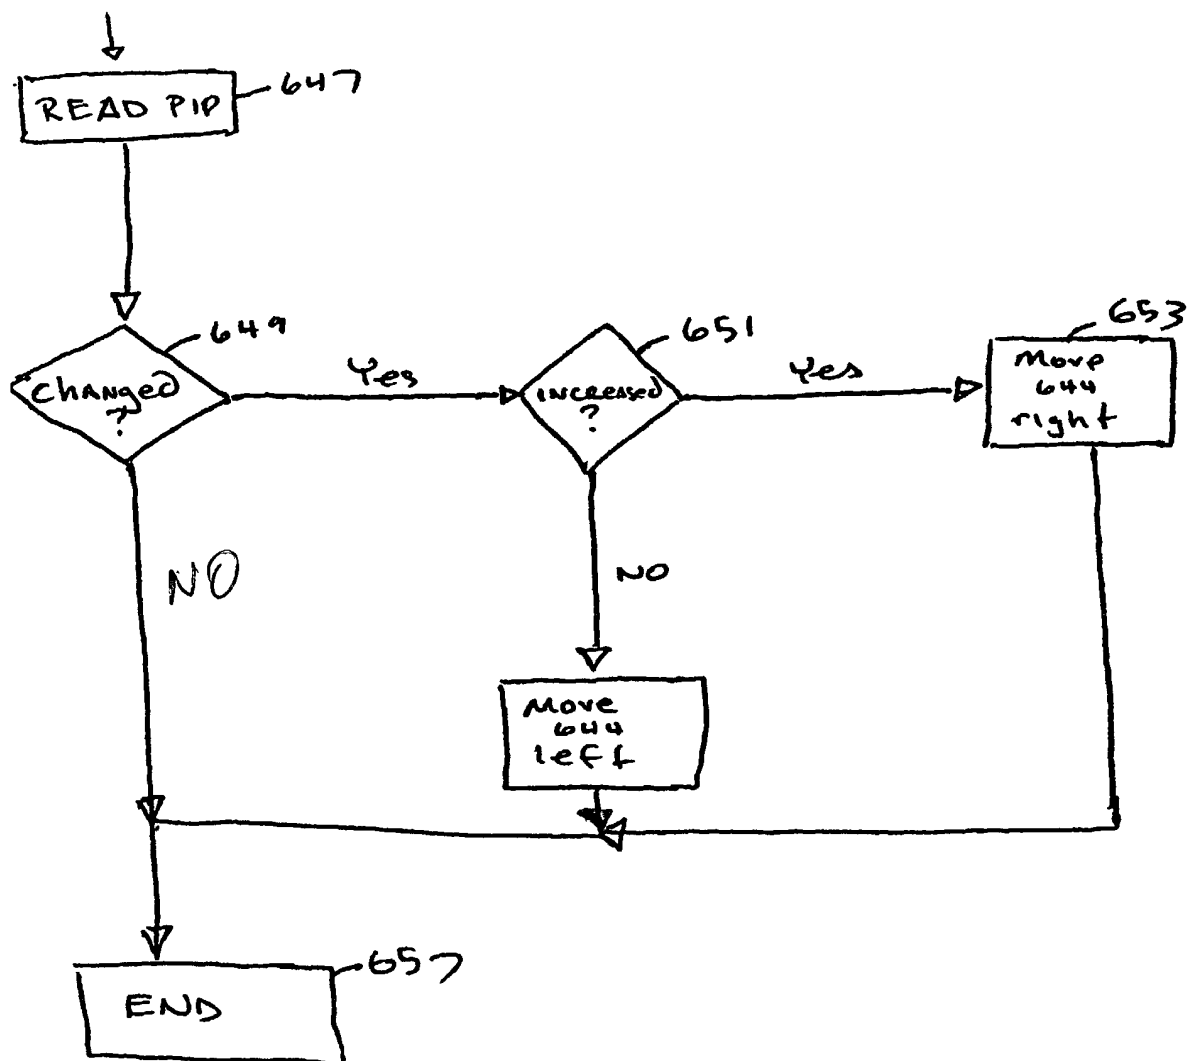 READ PIP
647
649
Changed
?
Yes
651
INCREASED
?
Yes
653
Move
644
right
NO
NO
Move
644
left
657
END